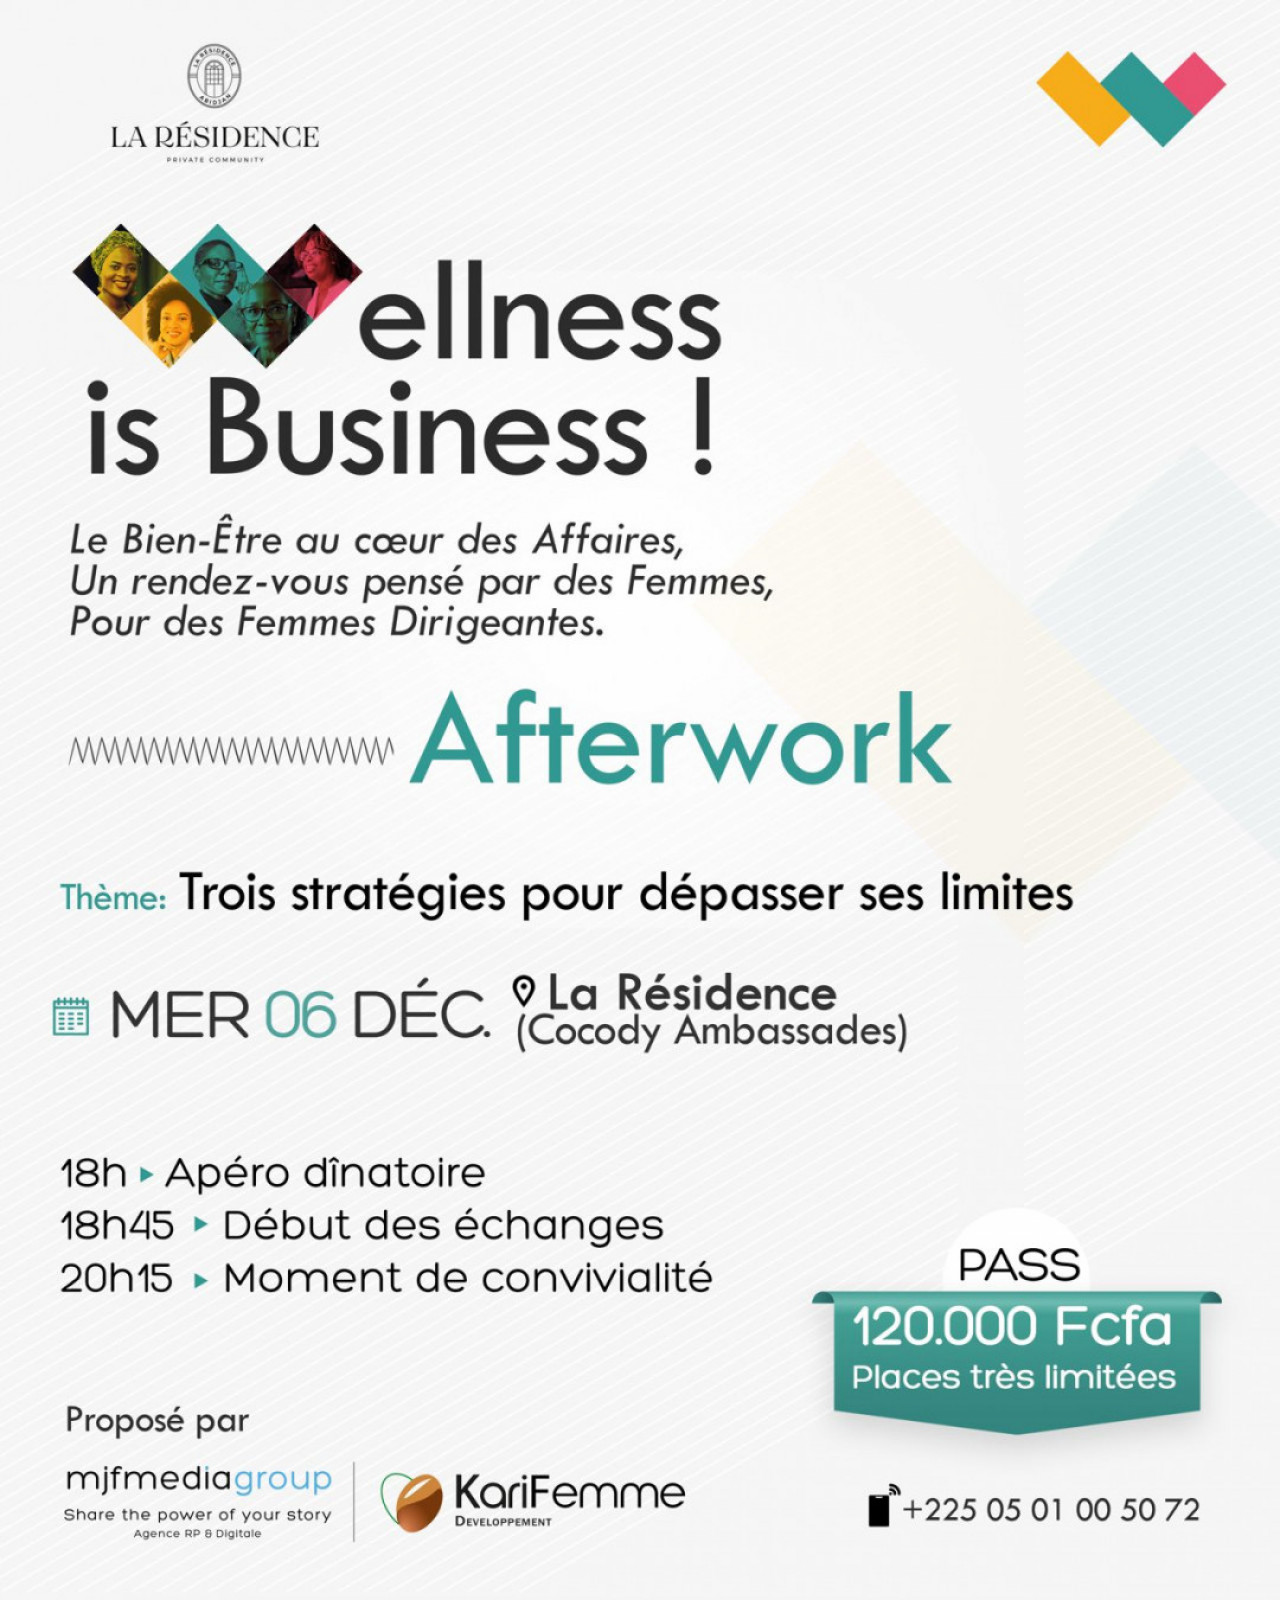 LA RÉSIDENCE
ABIDJAN
LA RÉSIDENCE
PRIVATE COMMUNITY
ellness
is Business !
Le Bien-Être au cœur des Affaires,
Un rendez-vous pensé par des Femmes,
Pour des Femmes Dirigeantes.
Afterwork
Thème: Trois stratégies pour dépasser ses limites
MER 06 DÉC.
La Résidence
(Cocody Ambassades)
18h ▸ Apéro dînatoire
18h45 ▸ Début des échanges
20h15 ▸ Moment de convivialité
PASS
120.000 Fcfa
Places très limitées
Proposé par
mjfmediagroup
Share the power of your story
Agence RP & Digitale
KariFemme
DEVELOPPEMENT
+225 05 01 00 50 72